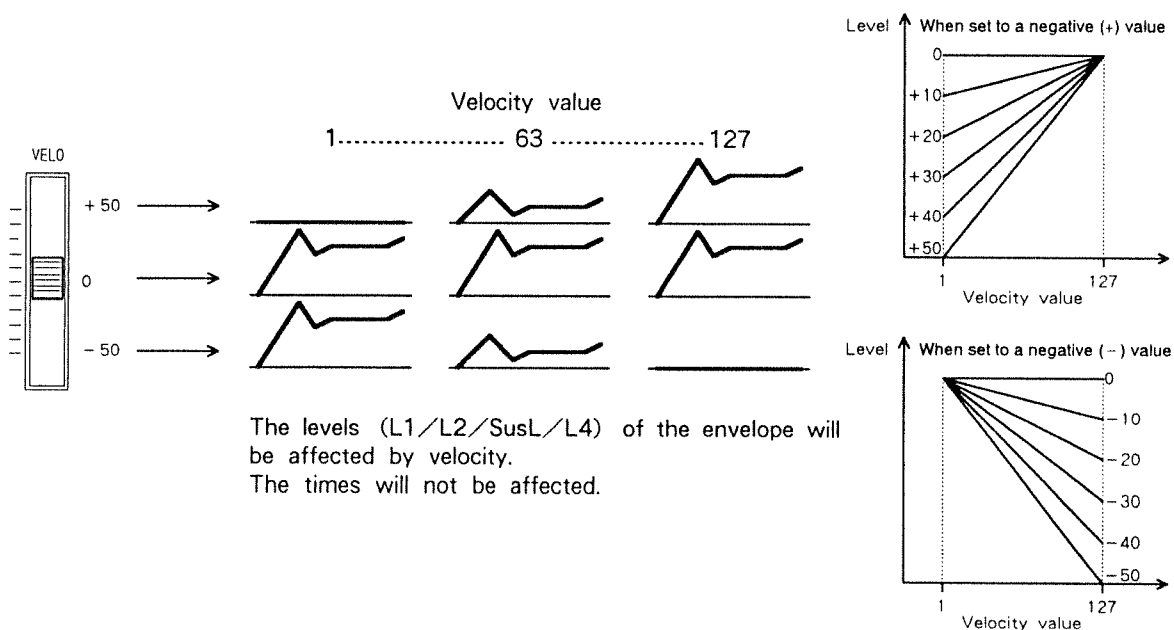 Velocity value
1.................. 63 .................. 127
VELO
+ 50
0
− 50
The levels (L1/L2/SusL/L4) of the envelope will
be affected by velocity.
The times will not be affected.
Level
When set to a negative (+) value
0
+10
+20
+30
+40
+50
1
127
Velocity value
Level
When set to a negative (−) value
0
−10
−20
−30
−40
−50
1
127
Velocity value